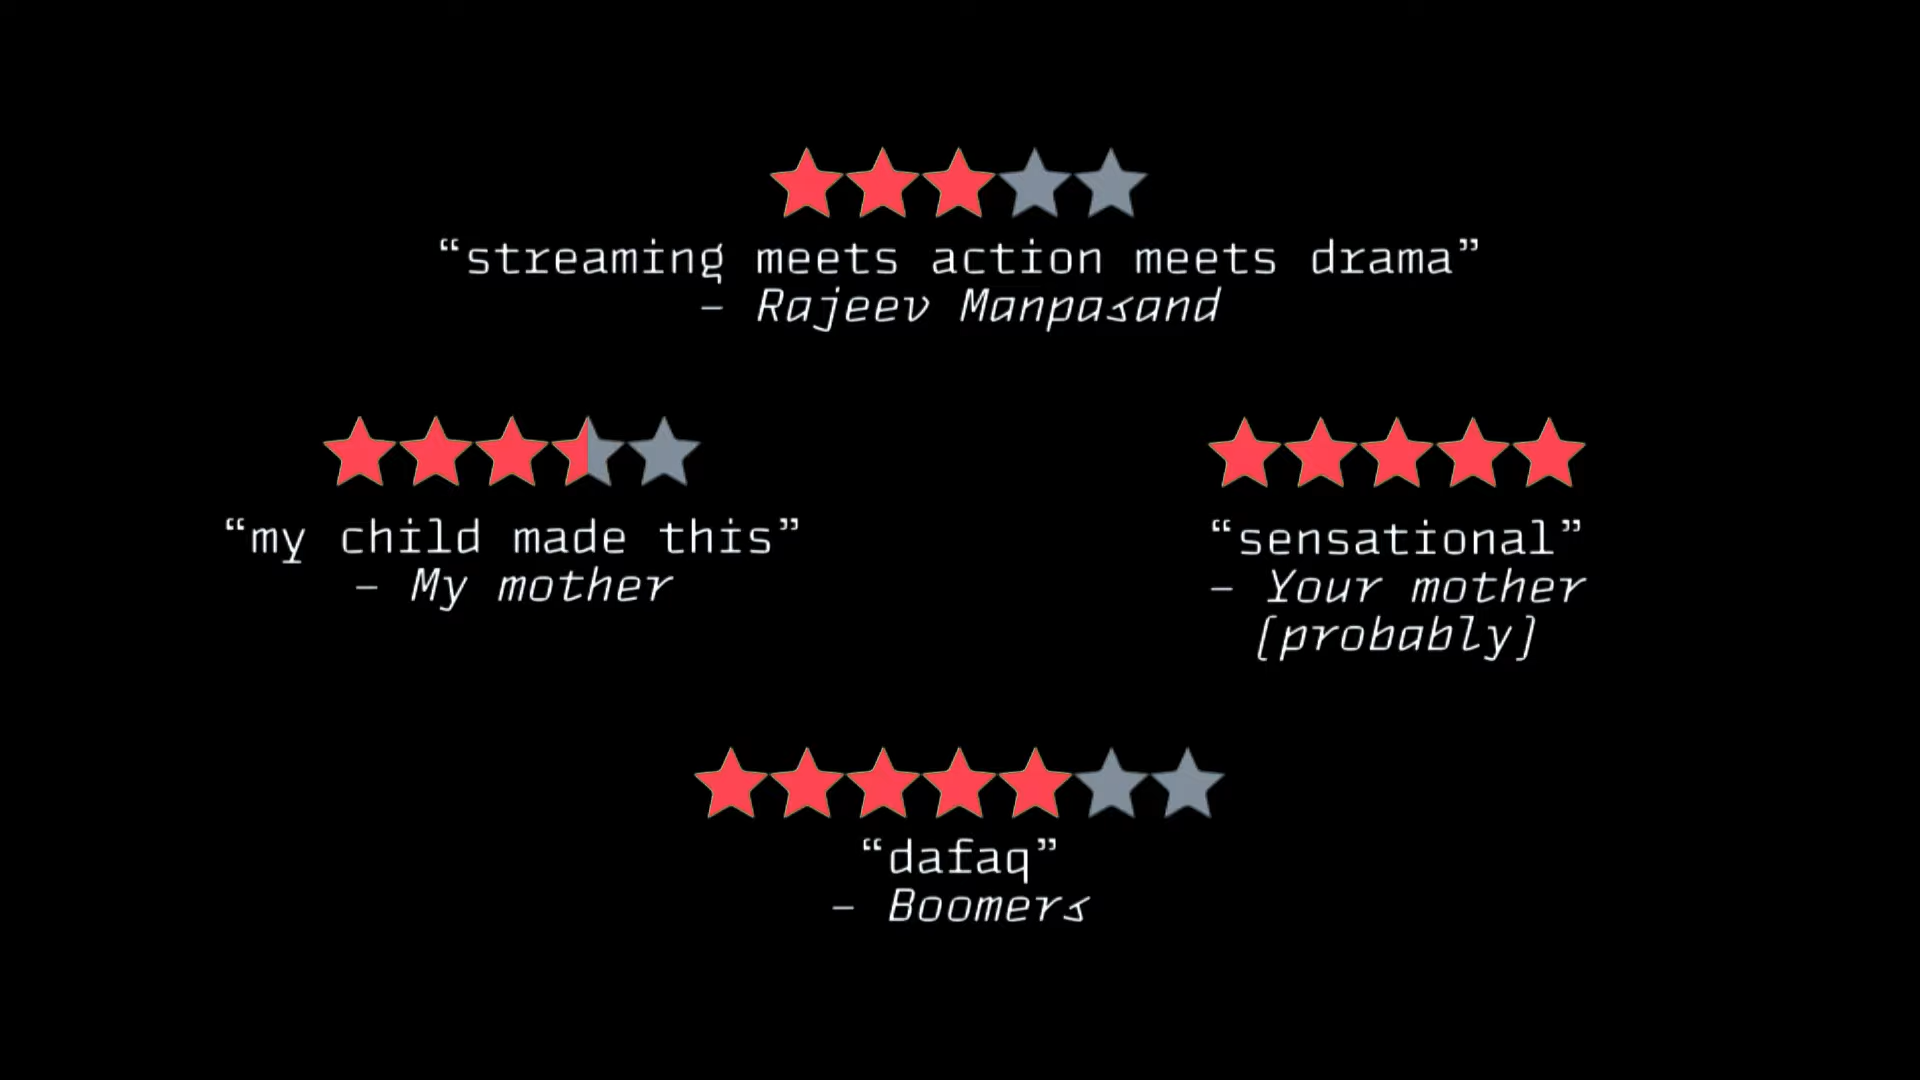 “streaming meets action meets drama”
– Rajeev Manpasand
“my child made this”
– My mother
“sensational”
– Your mother
[probably]
“dafaq”
– Boomers